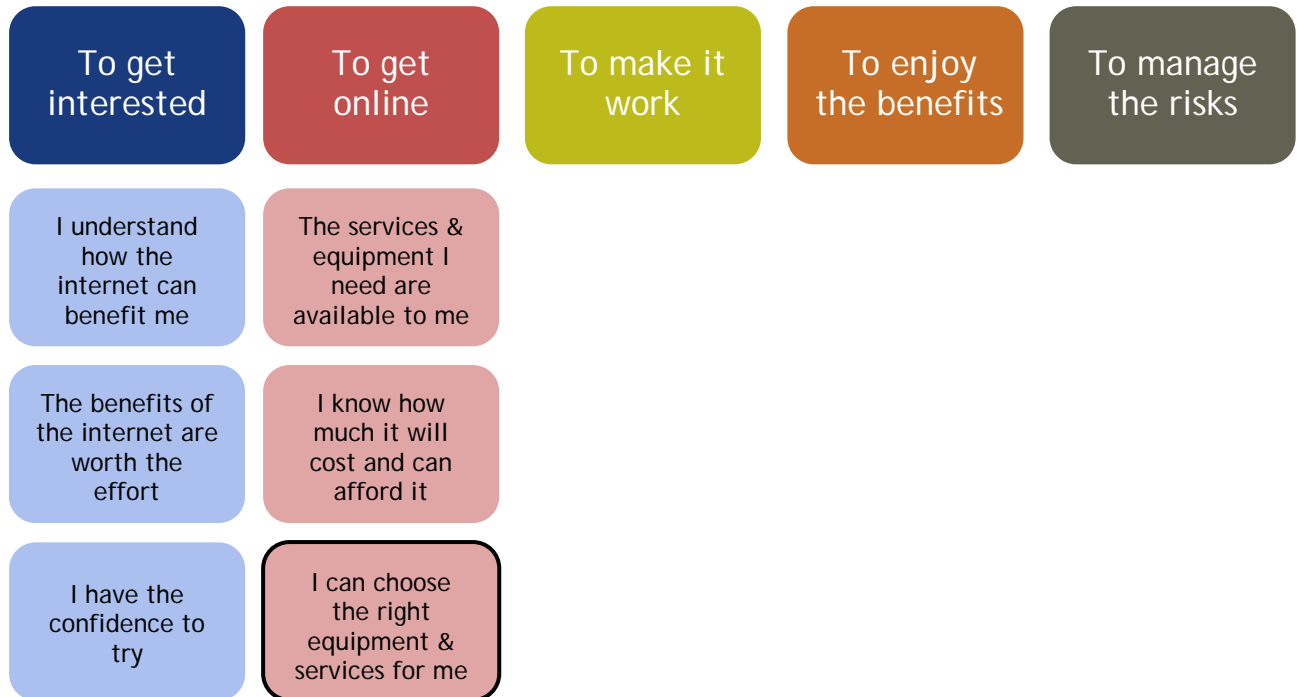 To get
interested
To get
online
To make it
work
To enjoy
the benefits
To manage
the risks
I understand
how the
internet can
benefit me
The services &
equipment I
need are
available to me
The benefits of
the internet are
worth the
effort
I know how
much it will
cost and can
afford it
I have the
confidence to
try
I can choose
the right
equipment &
services for me